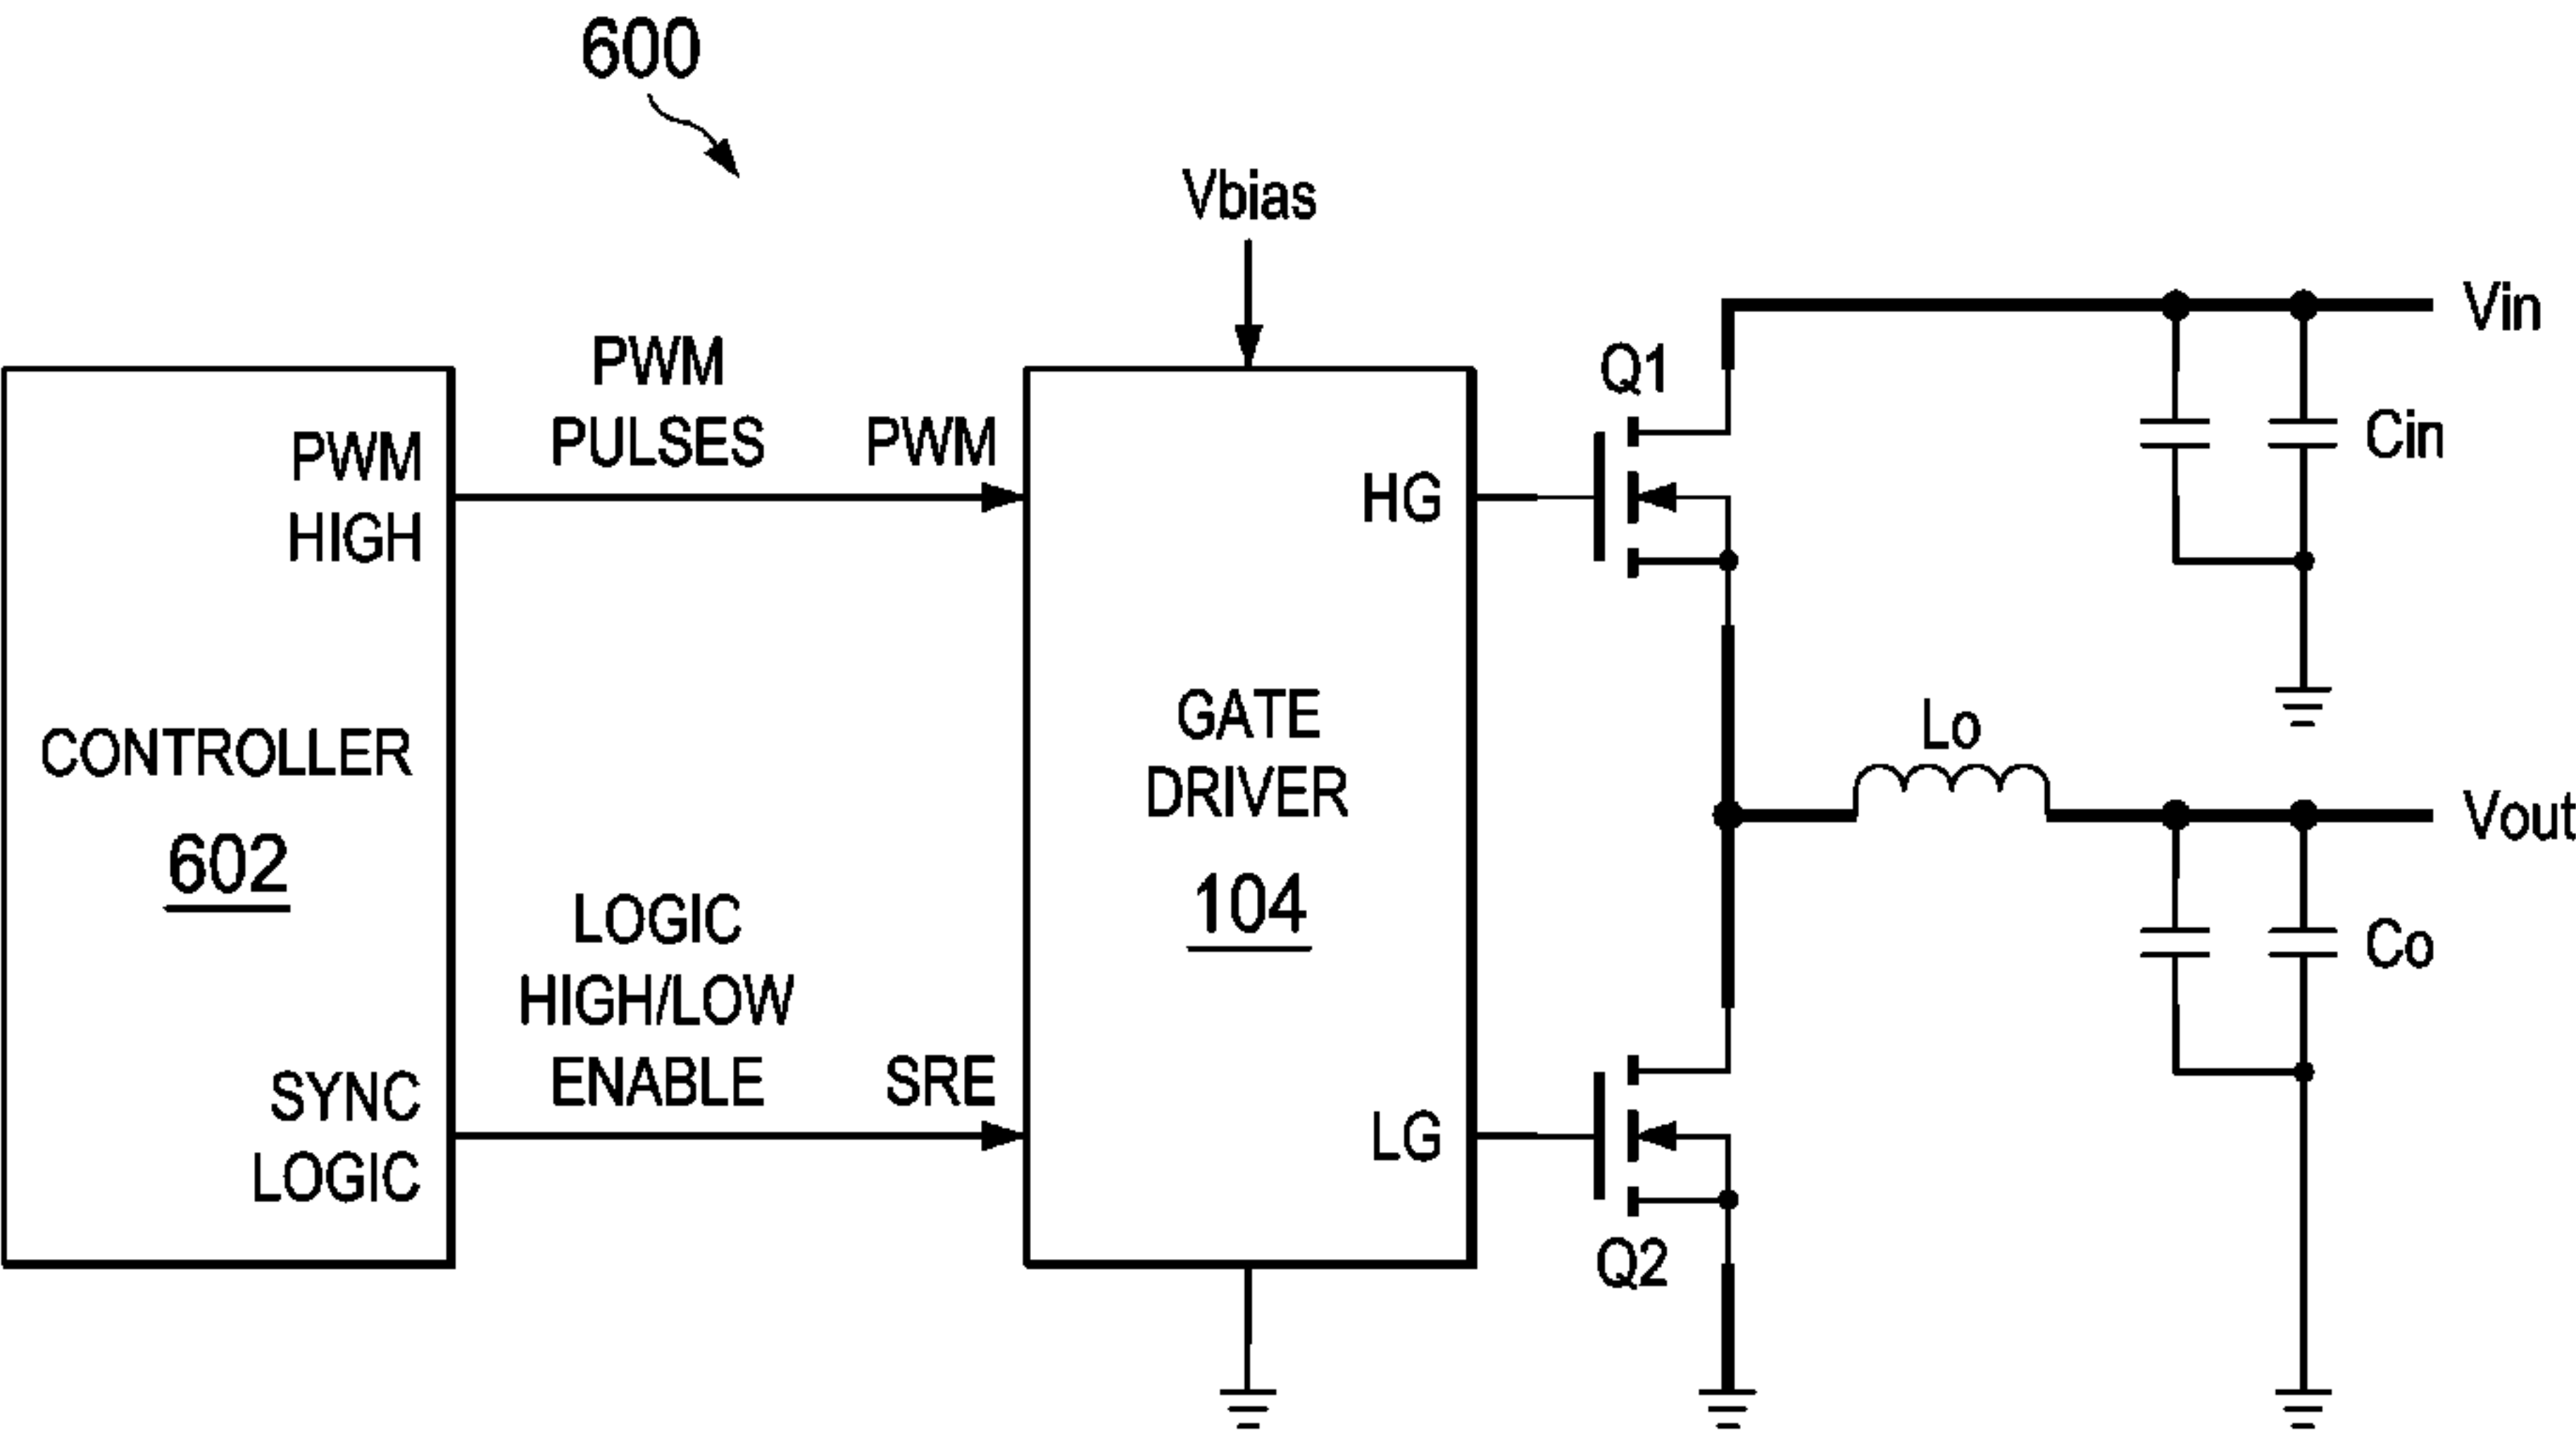 600
Vbias
Vin
PWM
PULSES
PWM
Q1
PWM
HIGH
HG
Cin
CONTROLLER
602
GATE
DRIVER
104
Lo
Vout
LOGIC
HIGH/LOW
ENABLE
SRE
Co
SYNC
LOGIC
LG
Q2